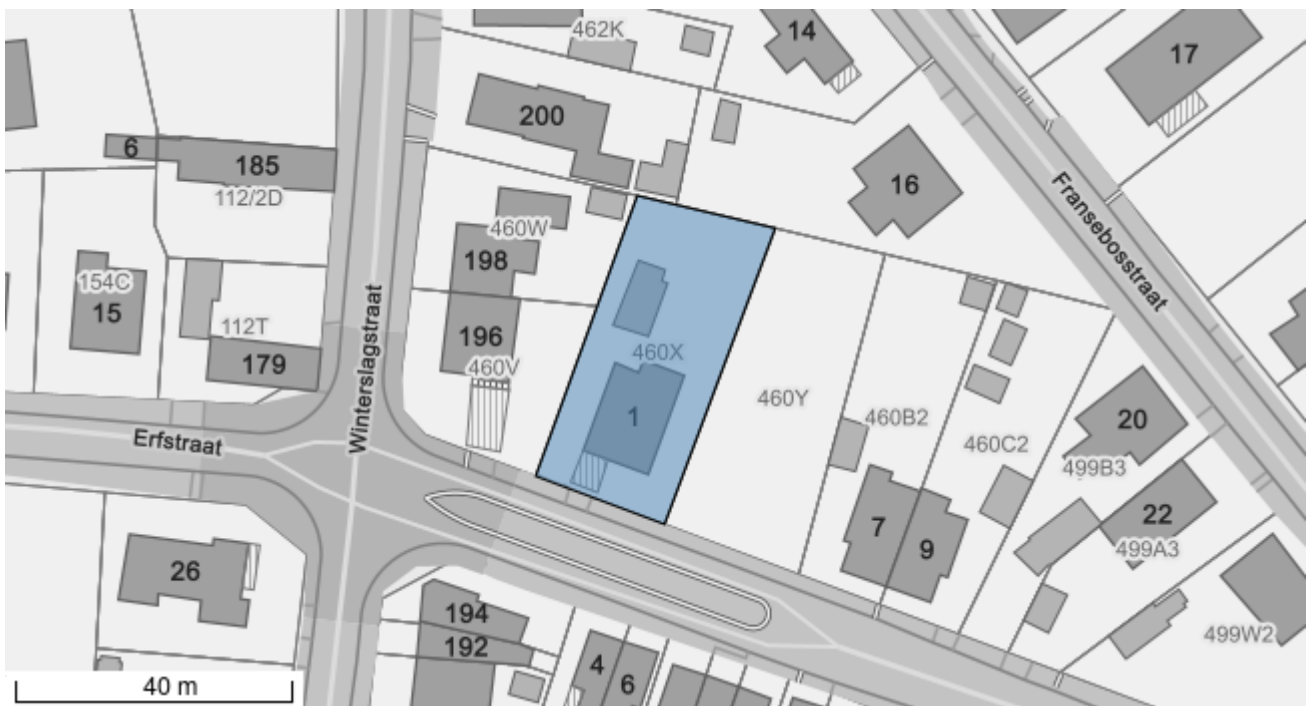 462K
14
17
200
6
185
112/2D
16
Fransebosstraat
460W
198
154C
15
112T
179
Winterslagstraat
196
460V
460X
1
460Y
460B2
460C2
20
499B3
Erfstraat
7
9
22
499A3
26
194
192
4
6
499W2
40 m